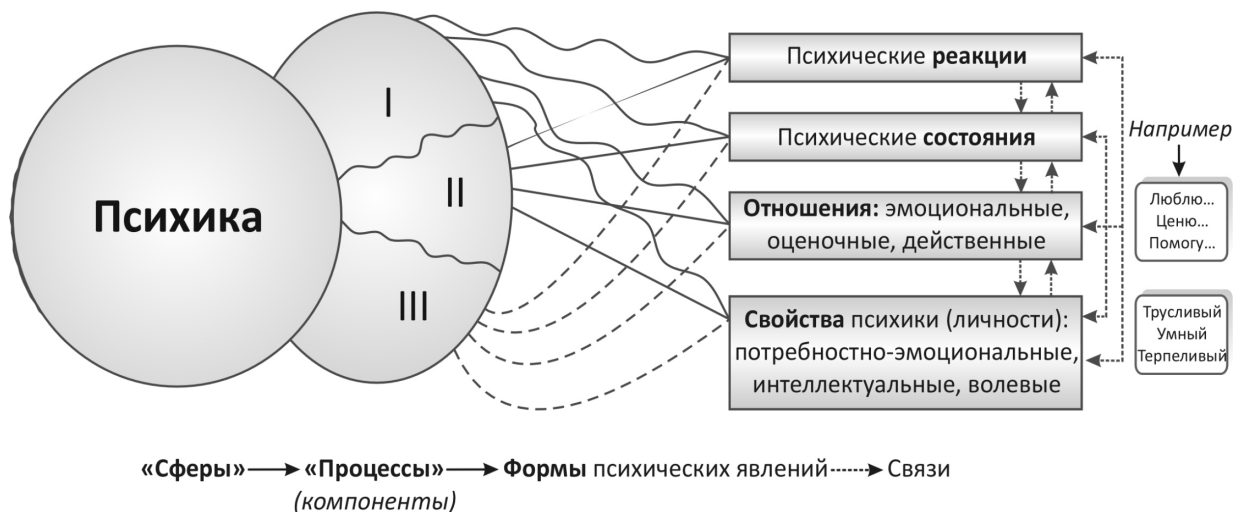 Психика
I
II
III
Психические реакции
Психические состояния
Отношения: эмоциональные,
оценочные, действенные
Свойства психики (личности):
потребностно-эмоциональные,
интеллектуальные, волевые
Например
Люблю...
Ценю...
Помогу...
Трусливый
Умный
Терпеливый
«Сферы» «Процессы» Формы психических явлений Связи
(компоненты)